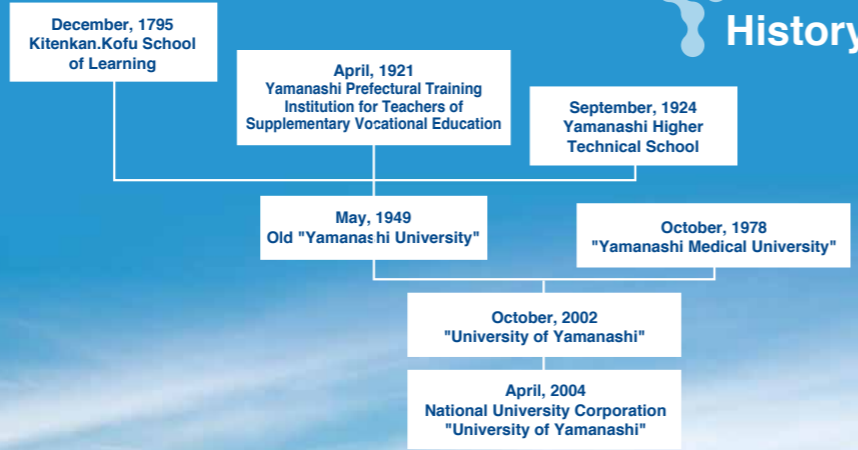 History
December, 1795
Kitenkan.Kofu School
of Learning
April, 1921
Yamanashi Prefectural Training
Institution for Teachers of
Supplementary Vocational Education
September, 1924
Yamanashi Higher
Technical School
May, 1949
Old "Yamanashi University"
October, 1978
"Yamanashi Medical University"
October, 2002
"University of Yamanashi"
April, 2004
National University Corporation
"University of Yamanashi"